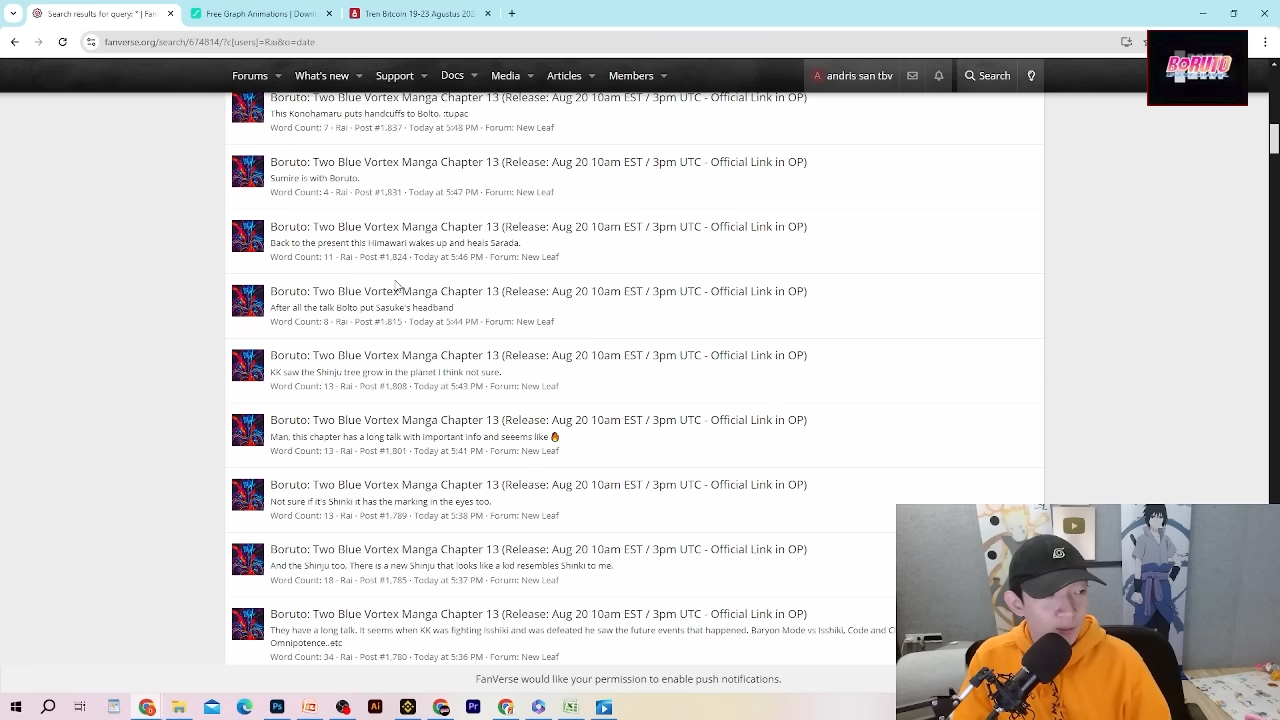 Search results for query: * | Fan
Paragraph Formations | Deman
Tren Bitcoin 19-23 Agustus 202
fanverse.org/search/674814/?c[users]=Rai&o=date
Forums What's new Support Docs & Media Articles Members andris san tbv Search
BORUTO
Boruto: Two Blue Vortex Manga Chapter 13 (Release: Aug 20 10am EST / 3pm UTC - Official Link in OP)
This Konohamaru puts handcuffs to Bolto.
Word Count: 7 · Rai · Post #1,837 · Today at 5:48 PM · Forum: New Leaf
Boruto: Two Blue Vortex Manga Chapter 13 (Release: Aug 20 10am EST / 3pm UTC - Official Link in OP)
Sumire is with Boruto.
Word Count: 4 · Rai · Post #1,831 · Today at 5:47 PM · Forum: New Leaf
Boruto: Two Blue Vortex Manga Chapter 13 (Release: Aug 20 10am EST / 3pm UTC - Official Link in OP)
Back to the present this Himawari wakes up and heals Sarada.
Word Count: 11 · Rai · Post #1,824 · Today at 5:46 PM · Forum: New Leaf
Boruto: Two Blue Vortex Manga Chapter 13 (Release: Aug 20 10am EST / 3pm UTC - Official Link in OP)
After all the talk Bolto put Sasuke's headband
Word Count: 8 · Rai · Post #1,815 · Today at 5:44 PM · Forum: New Leaf
Boruto: Two Blue Vortex Manga Chapter 13 (Release: Aug 20 10am EST / 3pm UTC - Official Link in OP)
KK saw the Shinju tree grow in the planet I think not sure.
Word Count: 13 · Rai · Post #1,808 · Today at 5:43 PM · Forum: New Leaf
Boruto: Two Blue Vortex Manga Chapter 13 (Release: Aug 20 10am EST / 3pm UTC - Official Link in OP)
Man, this chapter has a long talk with important info and seeems like 🔥
Word Count: 13 · Rai · Post #1,801 · Today at 5:41 PM · Forum: New Leaf
Boruto: Two Blue Vortex Manga Chapter 13 (Release: Aug 20 10am EST / 3pm UTC - Official Link in OP)
Not sure if it's Shinki it has the marking in the eyes too.
Word Count: 13 · Rai · Post #1,789 · Today at 5:38 PM · Forum: New Leaf
Boruto: Two Blue Vortex Manga Chapter 13 (Release: Aug 20 10am EST / 3pm UTC - Official Link in OP)
And the Shinju too, There is a new Shinju that looks like a kid resembles Shinki to me.
Word Count: 18 · Rai · Post #1,785 · Today at 5:37 PM · Forum: New Leaf
Boruto: Two Blue Vortex Manga Chapter 13 (Release: Aug 20 10am EST / 3pm UTC - Official Link in OP)
They have a long talk. It seems when KK was fighting Isshiki and was defeated he saw the future events that happened. Baryon Mode vs Isshiki, Code and
Omnipotence..etc
Word Count: 34 · Rai · Post #1,780 · Today at 5:36 PM · Forum: New Leaf
FanVerse would like your permission to enable push notifications.